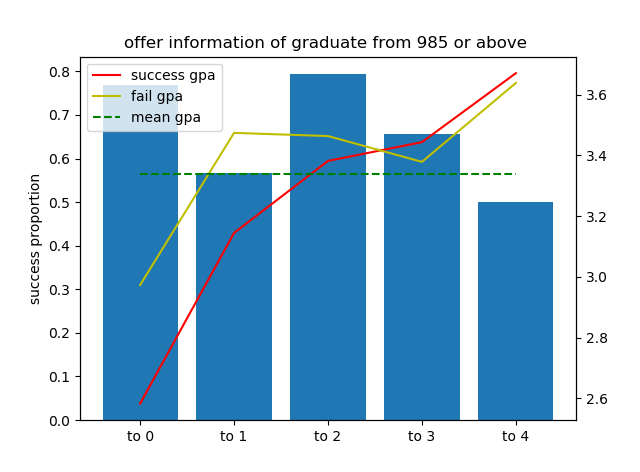 offer information of graduate from 985 or above
success gpa
fail gpa
mean gpa
success proportion
0.8
0.7
0.6
0.5
0.4
0.3
0.2
0.1
0.0
3.6
3.4
3.2
3.0
2.8
2.6
to 0
to 1
to 2
to 3
to 4